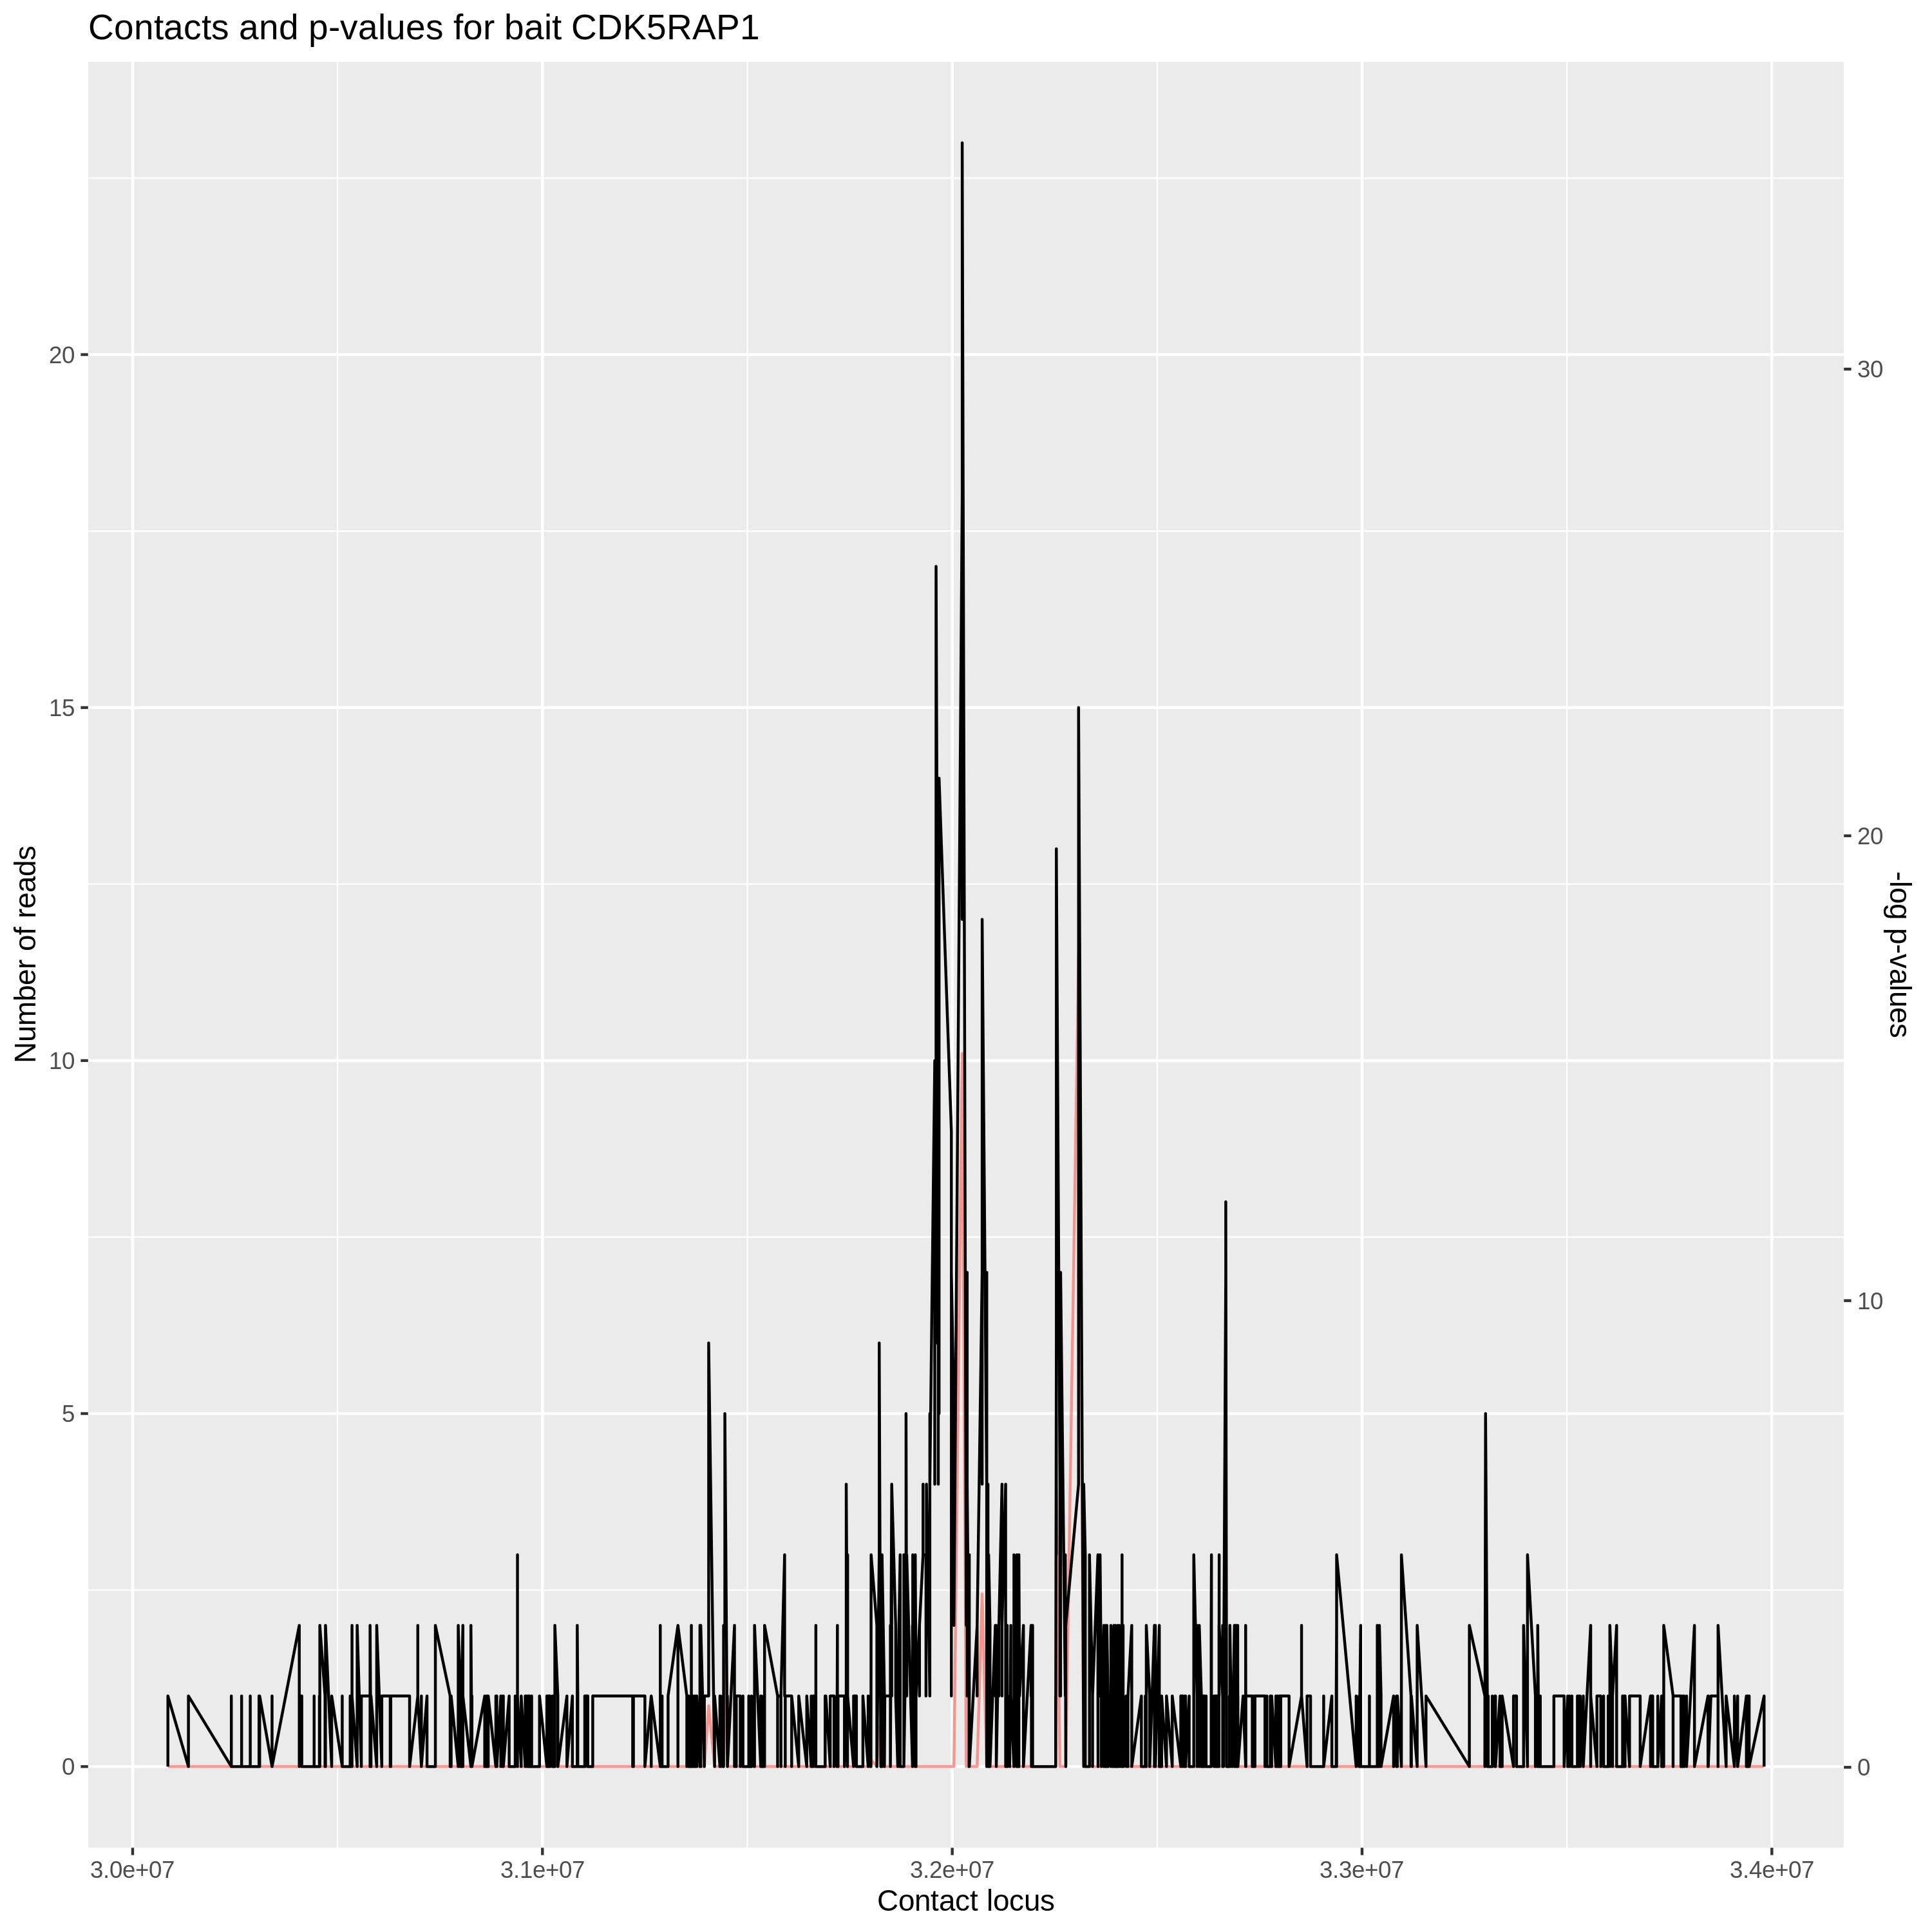 Contacts and p-values for bait CDK5RAP1
20
15
10
5
0
Number of reads
30
20
10
0
-log p-values
3.0e+07 3.1e+07 3.2e+07 3.3e+07 3.4e+07
Contact locus